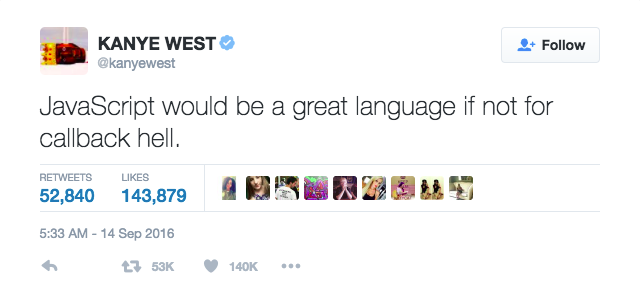 KANYE WEST
Follow
@kanyewest
JavaScript would be a great language if not for
callback hell.
RETWEETS LIKES
52,840 143,879
5:33 AM - 14 Sep 2016
53K 140K